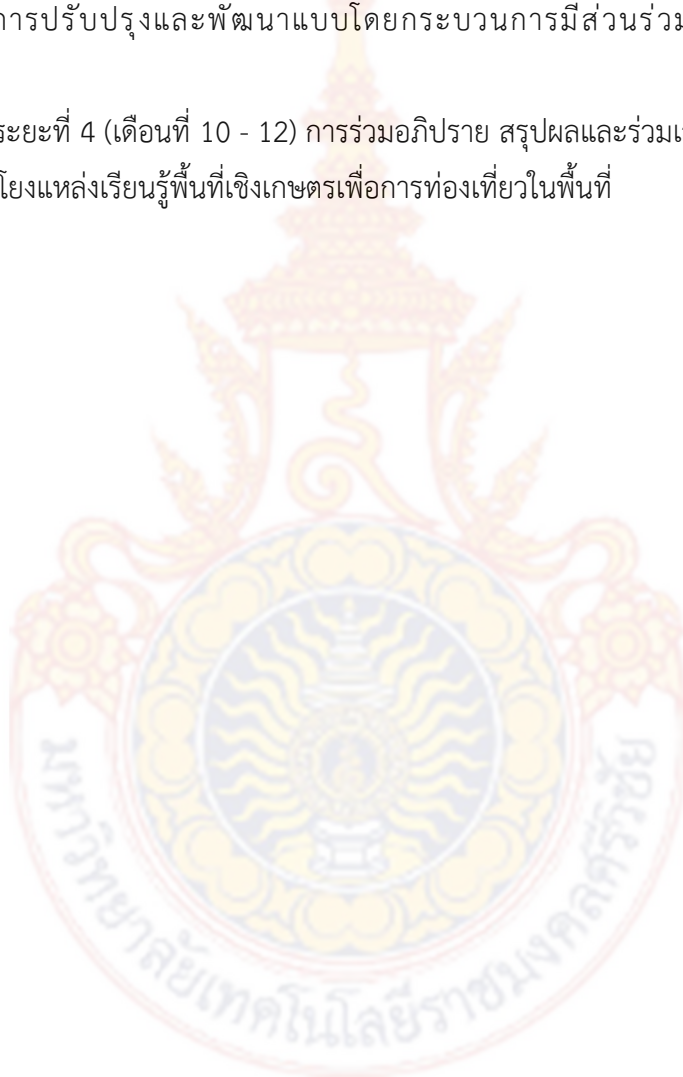 การปรับปรุงและพัฒนาแบบโดยกระบวนการมีส่วนร่วม
ระยะที่ 4 (เดือนที่ 10 - 12) การร่วมอภิปราย สรุปผลและร่วม
โยงแหล่งเรียนรู้พื้นที่เชิงเกษตรเพื่อการท่องเที่ยวในพื้นที่
มหาวิทยาลัยเทคโนโลยีราชมงคลศรีวิชัย